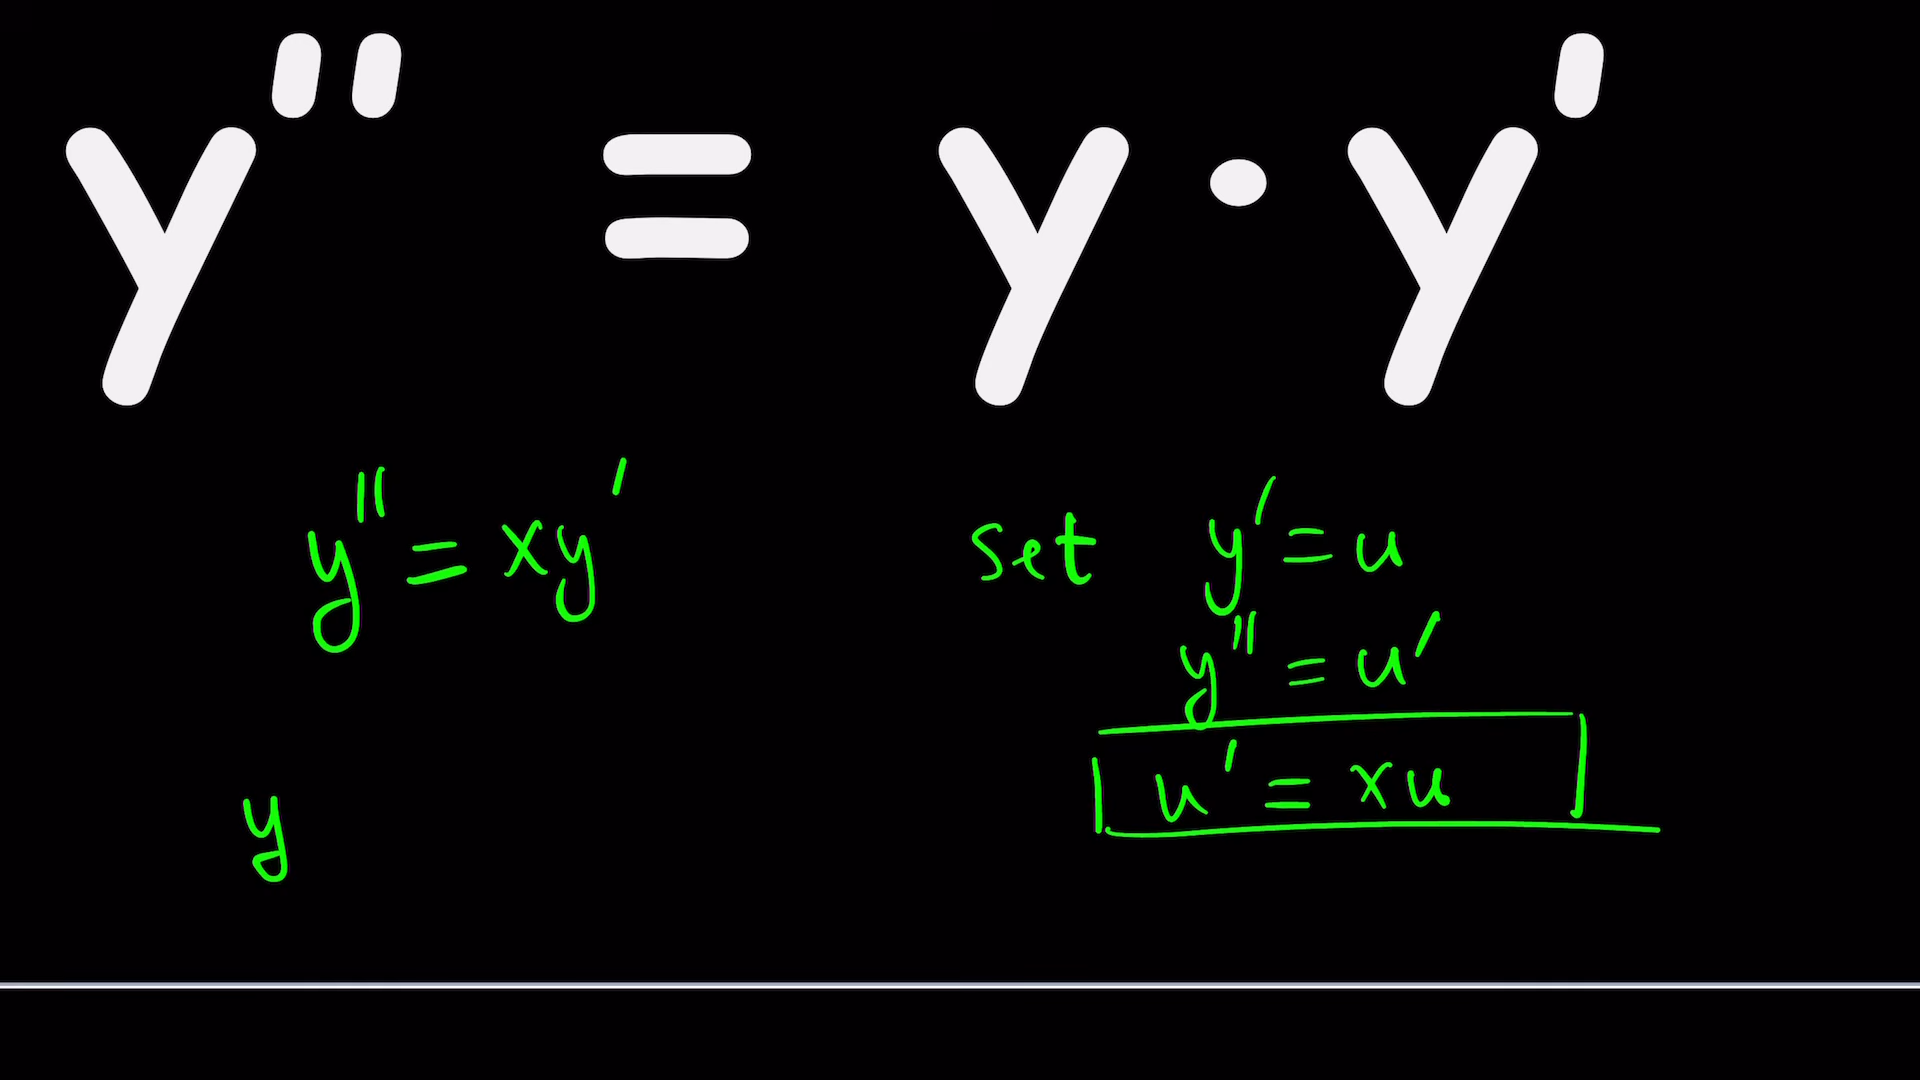 y'' = y · y'
y'' = xy'
set y' = u
y'' = u'
u' = xu
y